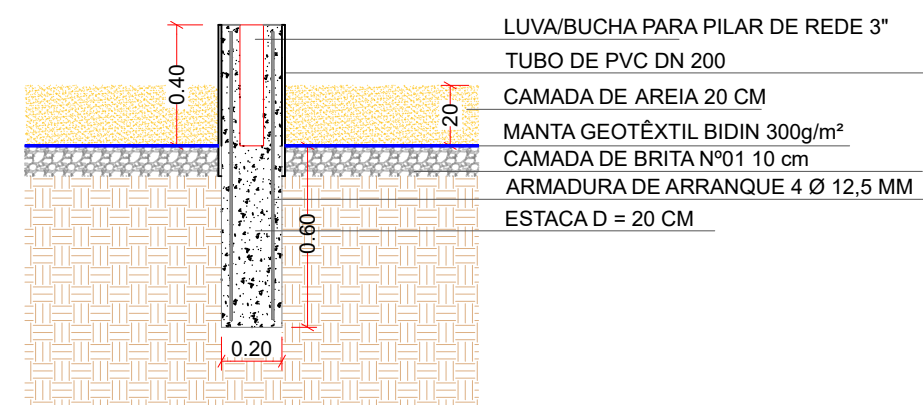 LUVA/BUCHA PARA PILAR DE REDE 3"
TUBO DE PVC DN 200
CAMADA DE AREIA 20 CM
MANTA GEOTÊXTIL BIDIN 300g/m²
CAMADA DE BRITA Nº01 10 cm
ARMADURA DE ARRANQUE 4 Ø 12,5 MM
ESTACA D = 20 CM
0.40
20
0.60
0.20